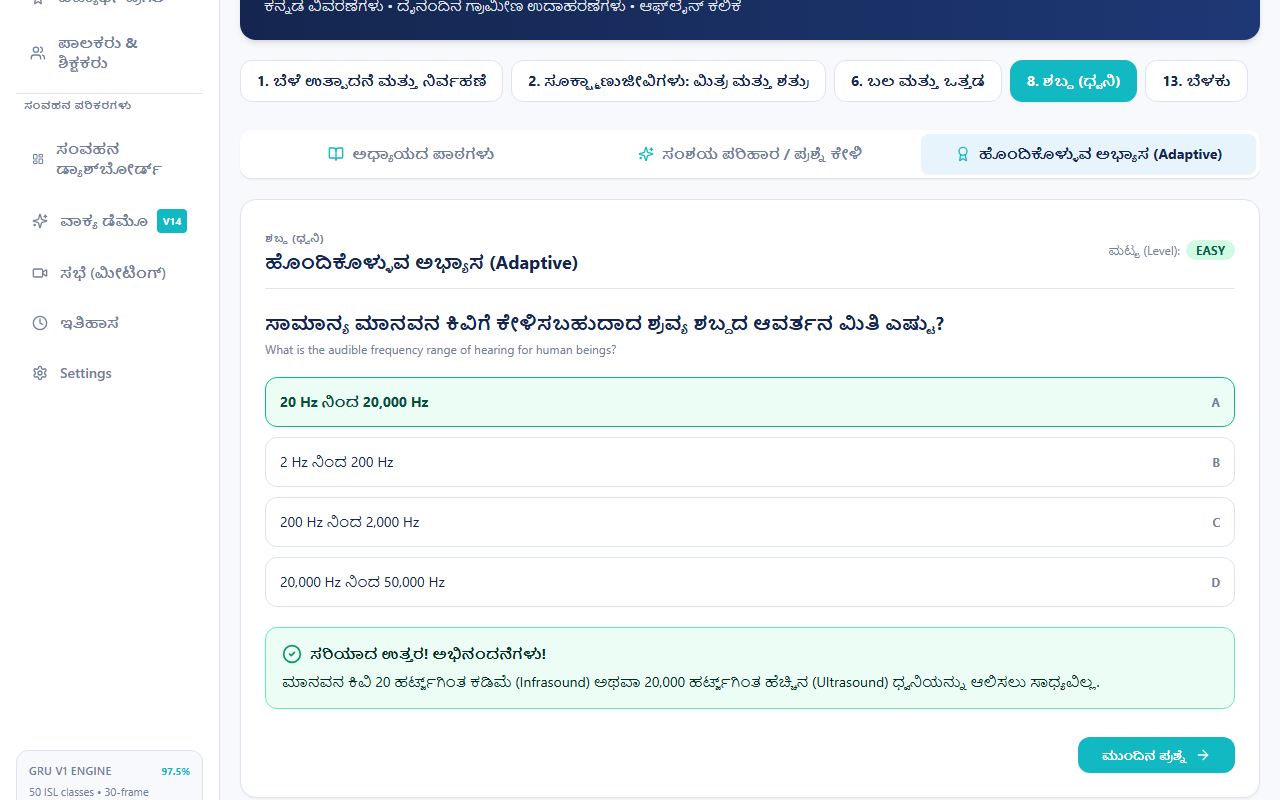 ಕನ್ನಡ ವಿವರಣೆಗಳು • ದೈನಂದಿನ ಗ್ರಾಮೀಣ ಉದಾಹರಣೆಗಳು • ಆಫ್‌ಲೈನ್ ಕಲಿಕೆ
ಪಾಲಕರು &
ಶಿಕ್ಷಕರು
ಸಂವಹನ ಪರಿಕರಗಳು
ಸಂವಹನ
ಡ್ಯಾಶ್‌ಬೋರ್ಡ್
ವಾಕ್ಯ ಡೆಮೊ V14
ಸಭೆ (ಮೀಟಿಂಗ್)
ಇತಿಹಾಸ
Settings
GRU V1 ENGINE 97.5%
50 ISL classes • 30-frame
1. ಬೆಳೆ ಉತ್ಪಾದನೆ ಮತ್ತು ನಿರ್ವಹಣೆ
2. ಸೂಕ್ಷ್ಮಾಣುಜೀವಿಗಳು: ಮಿತ್ರ ಮತ್ತು ಶತ್ರು
6. ಬಲ ಮತ್ತು ಒತ್ತಡ
8. ಶಬ್ದ (ಧ್ವನಿ)
13. ಬೆಳಕು
ಅಧ್ಯಾಯದ ಪಾಠಗಳು
ಸಂಶಯ ಪರಿಹಾರ / ಪ್ರಶ್ನೆ ಕೇಳಿ
ಹೊಂದಿಕೊಳ್ಳುವ ಅಭ್ಯಾಸ (Adaptive)
ಶಬ್ದ (ಧ್ವನಿ)
ಹೊಂದಿಕೊಳ್ಳುವ ಅಭ್ಯಾಸ (Adaptive)
ಮಟ್ಟ (Level): EASY
ಸಾಮಾನ್ಯ ಮಾನವನ ಕಿವಿಗೆ ಕೇಳಿಸಬಹುದಾದ ಶ್ರವ್ಯ ಶಬ್ದದ ಆವರ್ತನ ಮಿತಿ ಎಷ್ಟು?
What is the audible frequency range of hearing for human beings?
20 Hz ನಿಂದ 20,000 Hz A
2 Hz ನಿಂದ 200 Hz B
200 Hz ನಿಂದ 2,000 Hz C
20,000 Hz ನಿಂದ 50,000 Hz D
ಸರಿಯಾದ ಉತ್ತರ! ಅಭಿನಂದನೆಗಳು!
ಮಾನವನ ಕಿವಿ 20 ಹರ್ಟ್ಜ್‌ಗಿಂತ ಕಡಿಮೆ (Infrasound) ಅಥವಾ 20,000 ಹರ್ಟ್ಜ್‌ಗಿಂತ ಹೆಚ್ಚಿನ (Ultrasound) ಧ್ವನಿಯನ್ನು ಆಲಿಸಲು ಸಾಧ್ಯವಿಲ್ಲ.
ಮುಂದಿನ ಪ್ರಶ್ನೆ